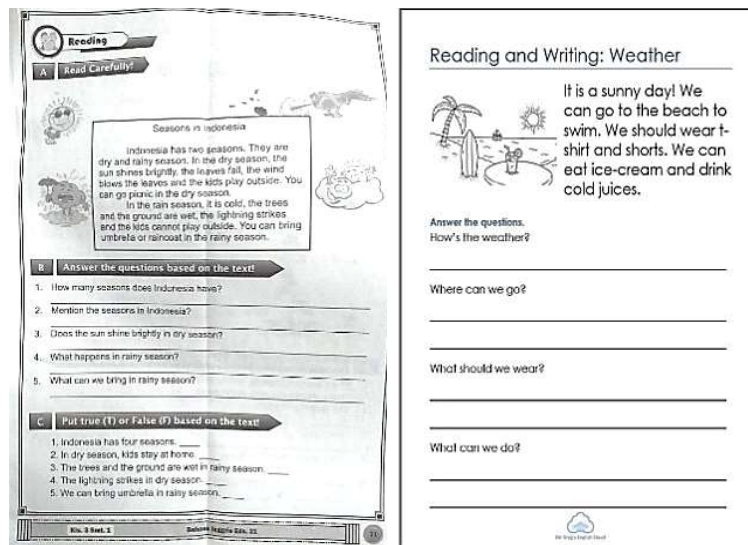 Reading
A Read Carefully!
Seasons in Indonesia
Indonesia has two seasons. They are
dry and rainy season. In the dry season, the
sun shines brightly, the leaves fall, the wind
blows the leaves and the kids play outside. You
can go picnic in the dry season.
In the rain season, it is cold, the trees
and the ground are wet, the lightning strikes
and the kids cannot play outside. You can bring
umbrella or raincoat in the rainy season.
B Answer the questions based on the text!
1. How many seasons does Indonesia have?
2. Mention the seasons in Indonesia?
3. Does the sun shine brightly in dry season?
4. What happens in rainy season?
5. What can we bring in rainy season?
C Put true (T) or False (F) based on the text!
1. Indonesia has four seasons.
2. In dry season, kids stay at home.
3. The trees and the ground are wet in rainy season.
4. The lightning strikes in dry season.
5. We can bring umbrella in rainy season.
Kls. 3 Smt. 1
Bahasa Inggris Edu. 21
11
Reading and Writing: Weather
It is a sunny day! We
can go to the beach to
swim. We should wear t-
shirt and shorts. We can
eat ice-cream and drink
cold juices.
Answer the questions.
How's the weather?
Where can we go?
What should we wear?
What can we do?